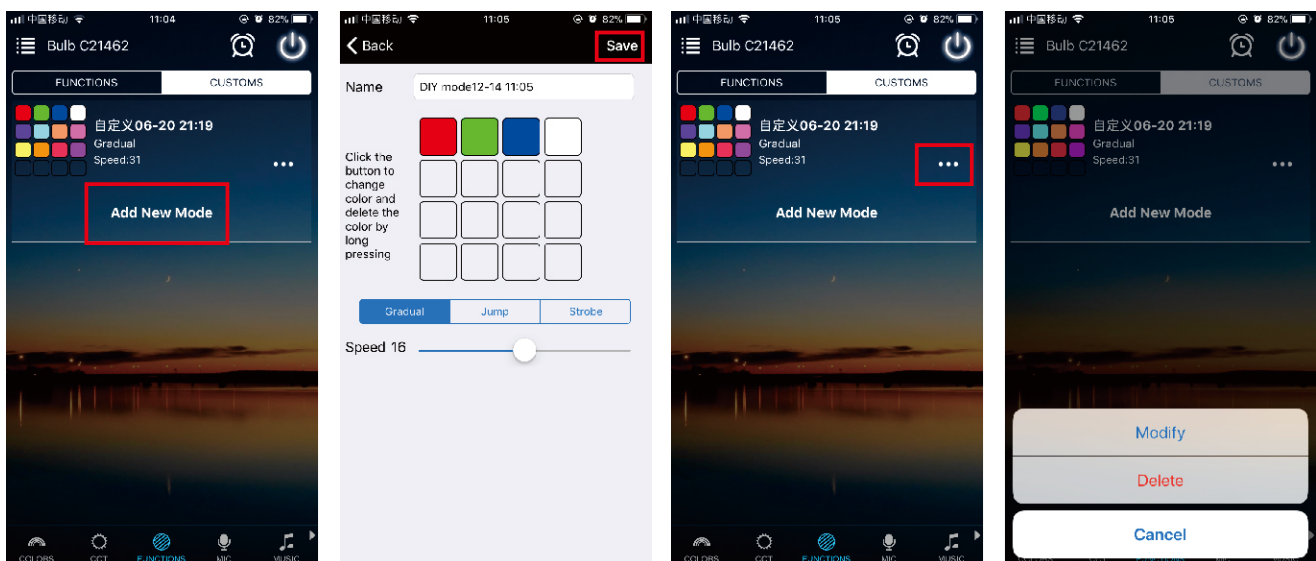 中国移动 11:04 82%
Bulb C21462
FUNCTIONS CUSTOMS
自定义06-20 21:19
Gradual
Speed:31
Add New Mode
COLORS CCT FUNCTIONS MIC MUSIC
中国移动 11:05 82%
Back Save
Name DIY mode12-14 11:05
Click the
button to
change
color and
delete the
color by
long
pressing
Gradual Jump Strobe
Speed 16
中国移动 11:05 82%
Bulb C21462
FUNCTIONS CUSTOMS
自定义06-20 21:19
Gradual
Speed:31
Add New Mode
COLORS CCT FUNCTIONS MIC MUSIC
中国移动 11:05 82%
Bulb C21462
FUNCTIONS CUSTOMS
自定义06-20 21:19
Gradual
Speed:31
Add New Mode
Modify
Delete
Cancel
COLORS CCT FUNCTIONS MIC MUSIC